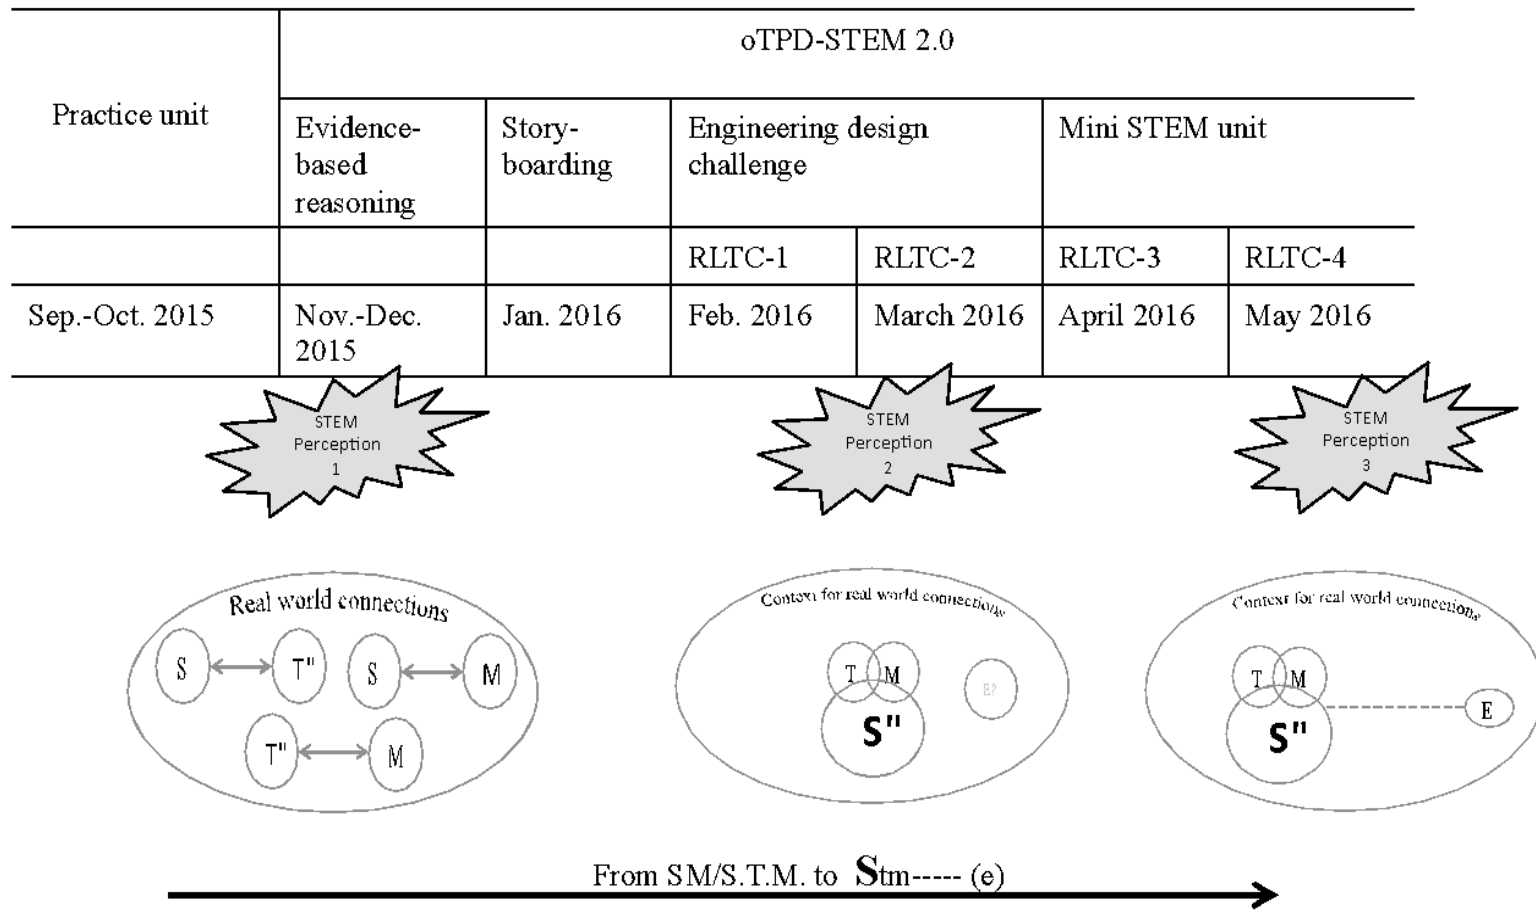 oTPD-STEM 2.0
Practice unit
Evidence-
based
reasoning
Story-
boarding
Engineering design
challenge
Mini STEM unit
RLTC-1
RLTC-2
RLTC-3
RLTC-4
Sep.-Oct. 2015
Nov.-Dec.
2015
Jan. 2016
Feb. 2016
March 2016
April 2016
May 2016
STEM
Perception
1
STEM
Perception
2
STEM
Perception
3
Real world connections
S
T"
S
M
T"
M
Context for real world connections
T
M
S"
E?
Context for real world connections
T
M
S"
E
From SM/S.T.M. to Stm----- (e)